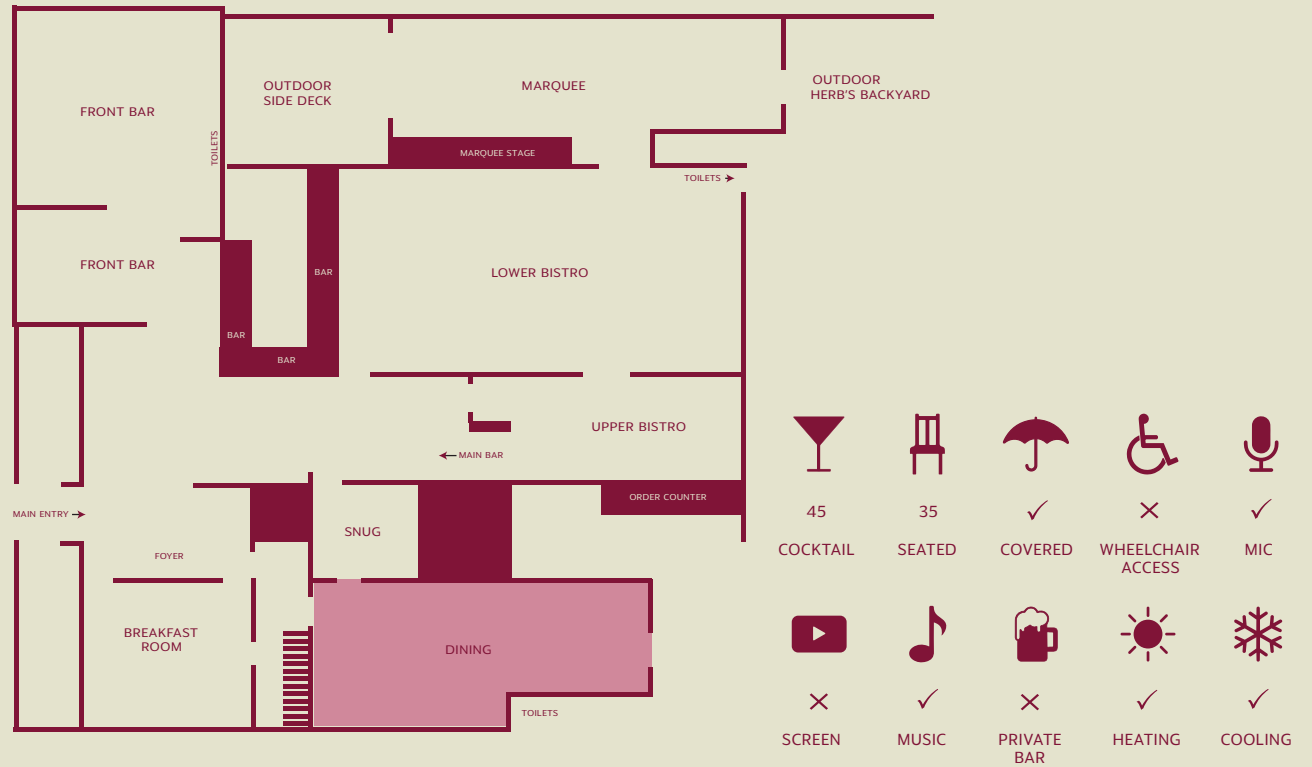 OUTDOOR
SIDE DECK
MARQUEE
OUTDOOR
HERB'S BACKYARD
FRONT BAR
TOILETS
MARQUEE STAGE
TOILETS
FRONT BAR
BAR
LOWER BISTRO
BAR
BAR
UPPER BISTRO
MAIN BAR
ORDER COUNTER
MAIN ENTRY
SNUG
FOYER
BREAKFAST
ROOM
DINING
TOILETS
45
35
COCKTAIL
SEATED
COVERED
WHEELCHAIR
ACCESS
MIC
SCREEN
MUSIC
PRIVATE
BAR
HEATING
COOLING